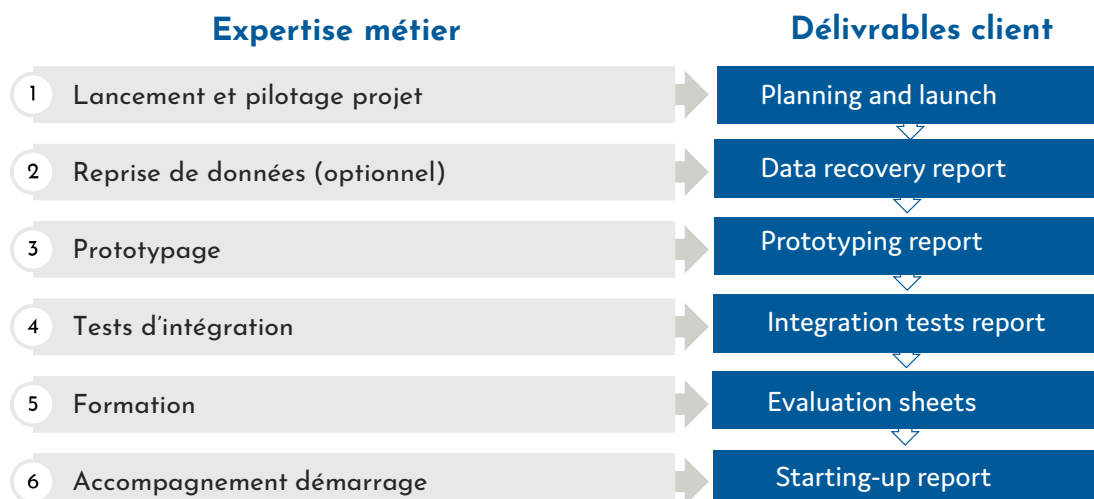 Expertise métier
Délivrables client
1 Lancement et pilotage projet
Planning and launch
2 Reprise de données (optionnel)
Data recovery report
3 Prototypage
Prototyping report
4 Tests d’intégration
Integration tests report
5 Formation
Evaluation sheets
6 Accompagnement démarrage
Starting-up report